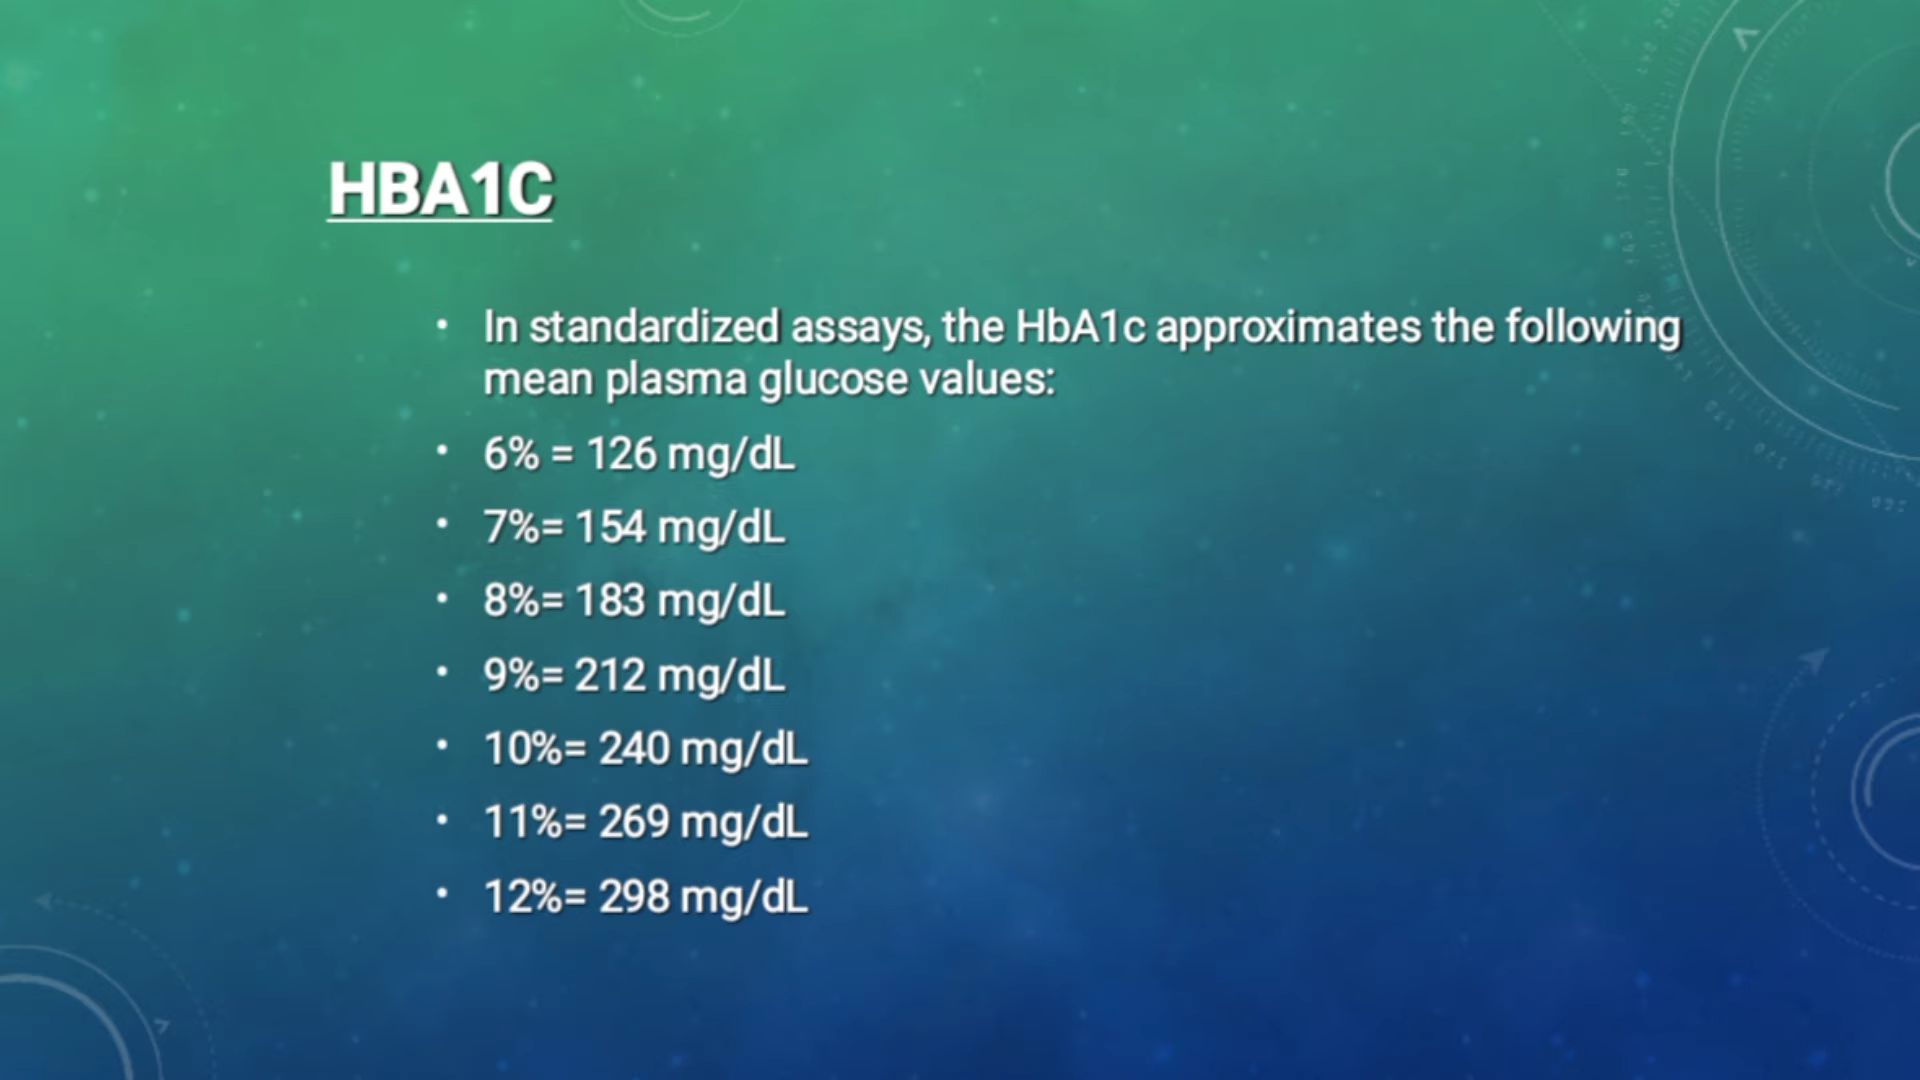 HBA1C
• In standardized assays, the HbA1c approximates the following
mean plasma glucose values:
• 6% = 126 mg/dL
• 7%= 154 mg/dL
• 8%= 183 mg/dL
• 9%= 212 mg/dL
• 10%= 240 mg/dL
• 11%= 269 mg/dL
• 12%= 298 mg/dL